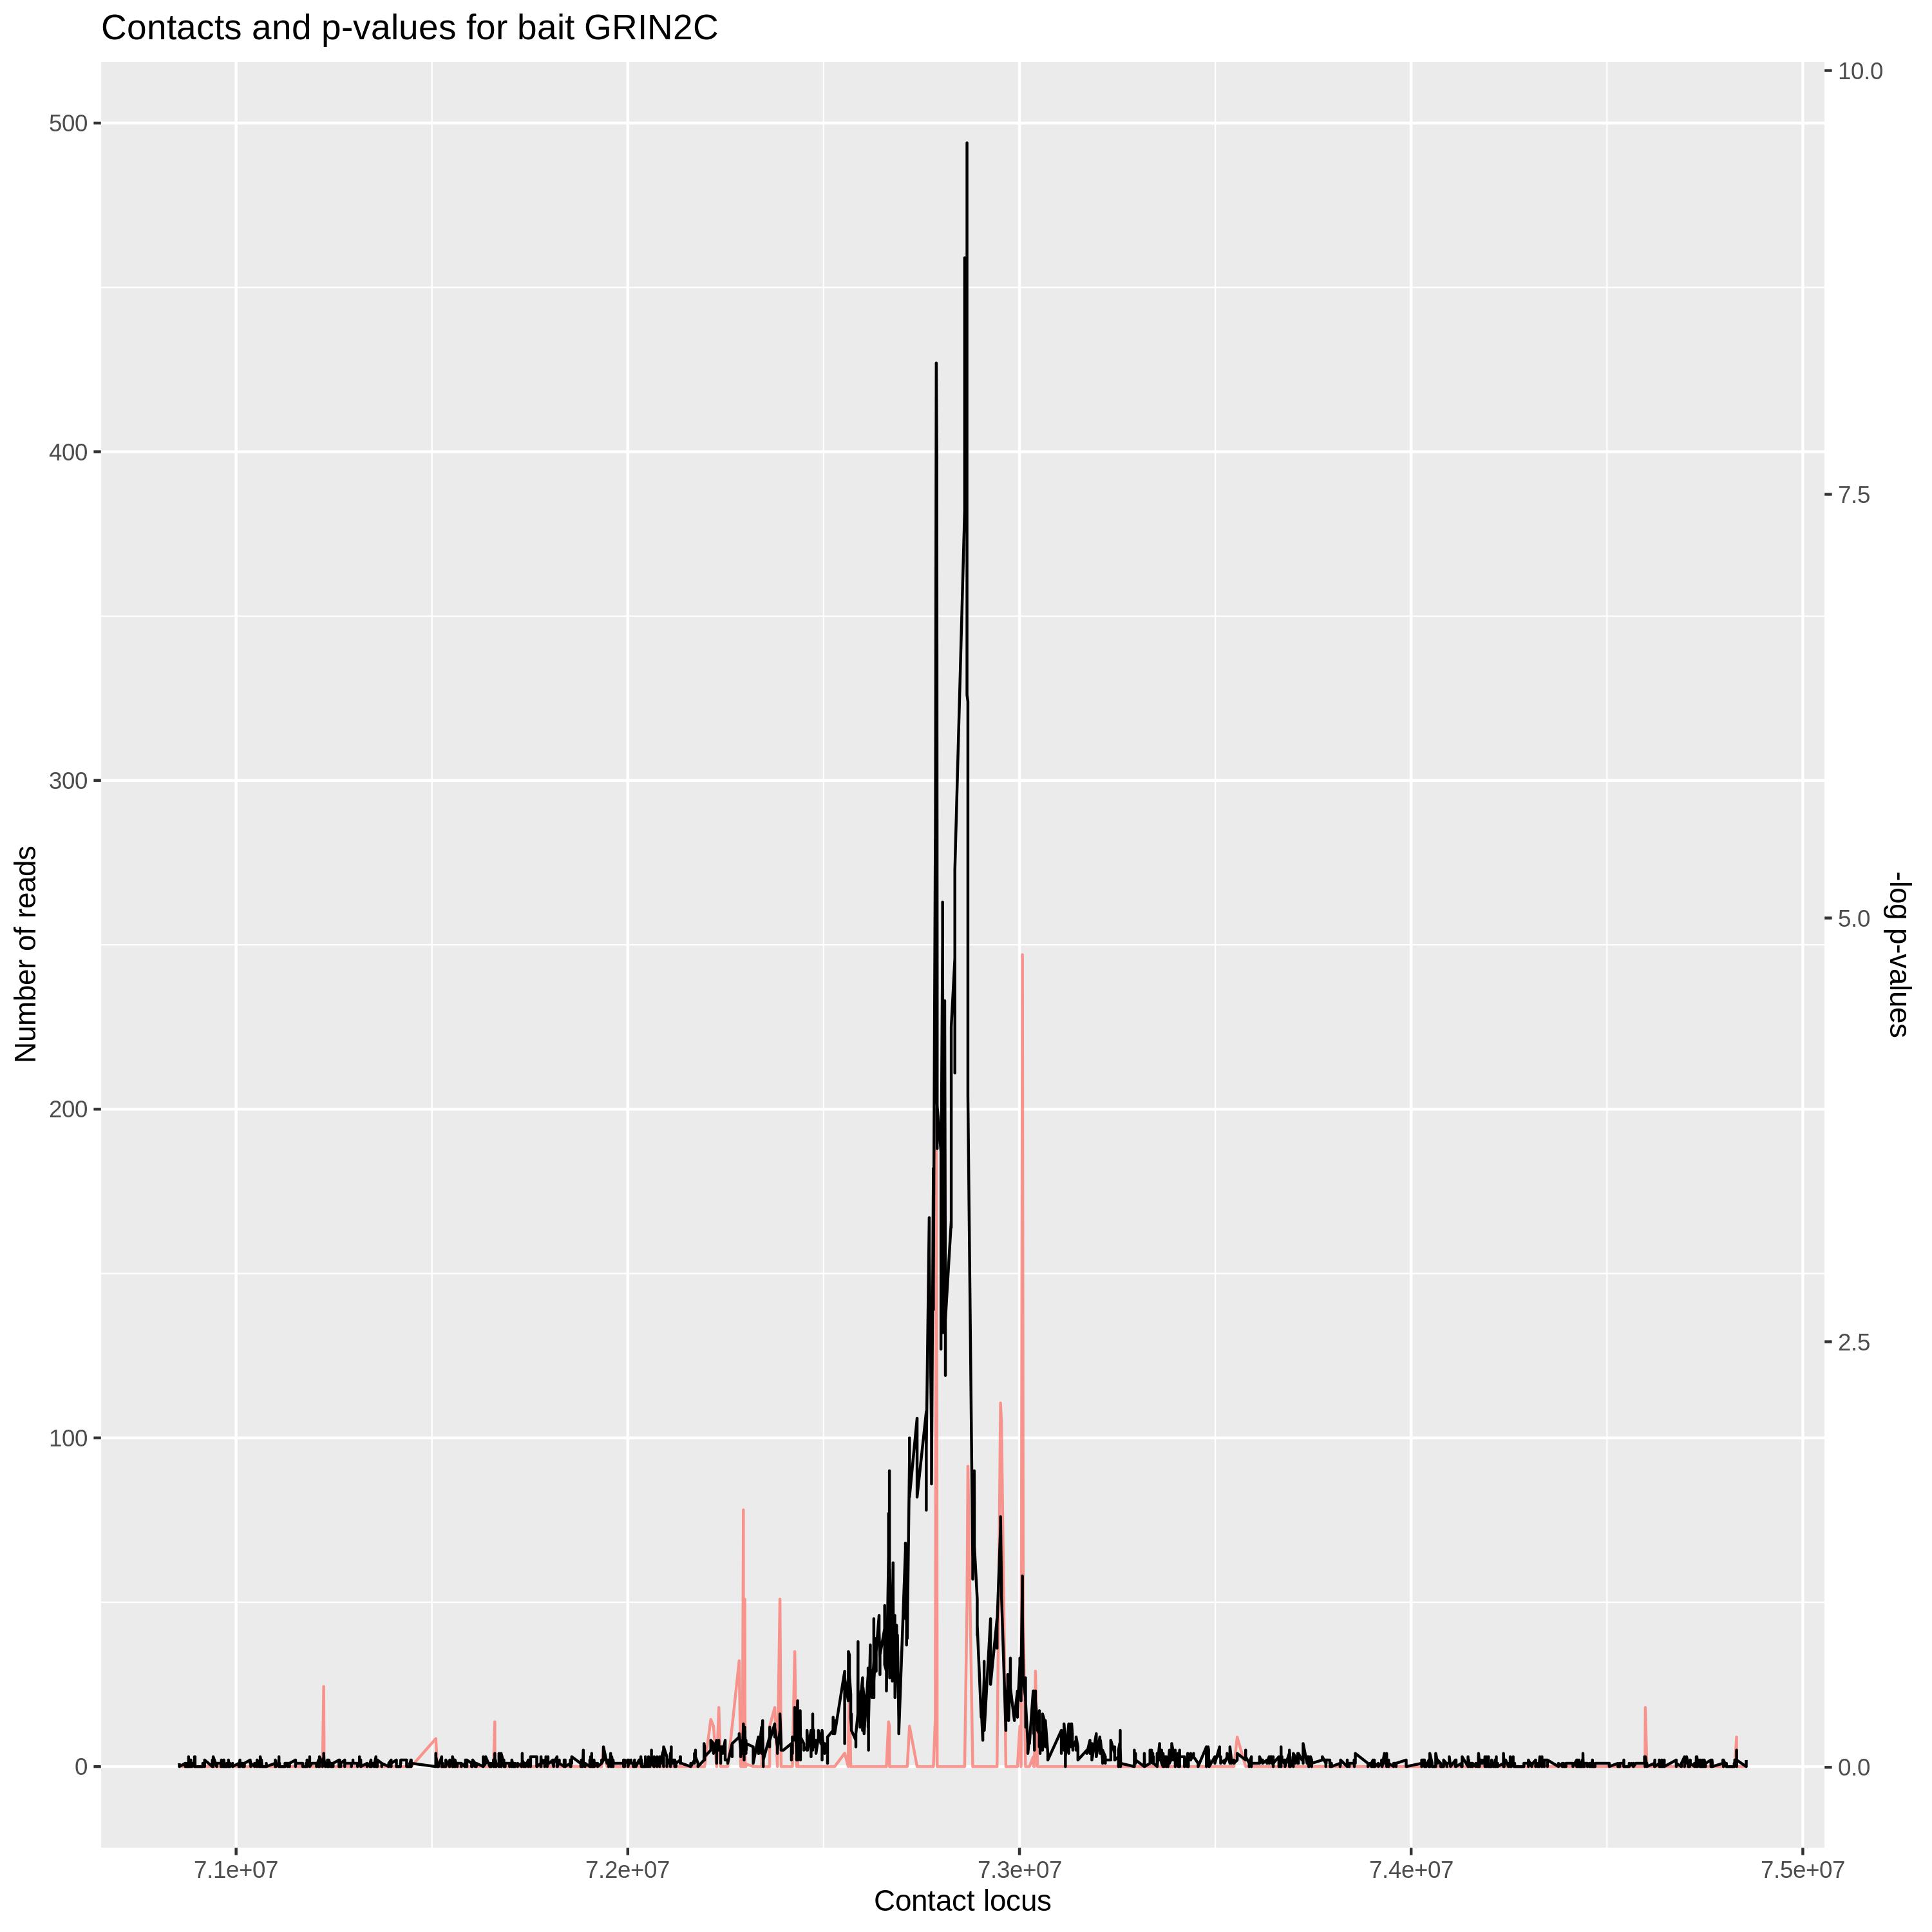 Contacts and p-values for bait GRIN2C
500
400
300
200
100
0
Number of reads
10.0
7.5
5.0
2.5
0.0
-log p-values
7.1e+07
7.2e+07
7.3e+07
7.4e+07
7.5e+07
Contact locus